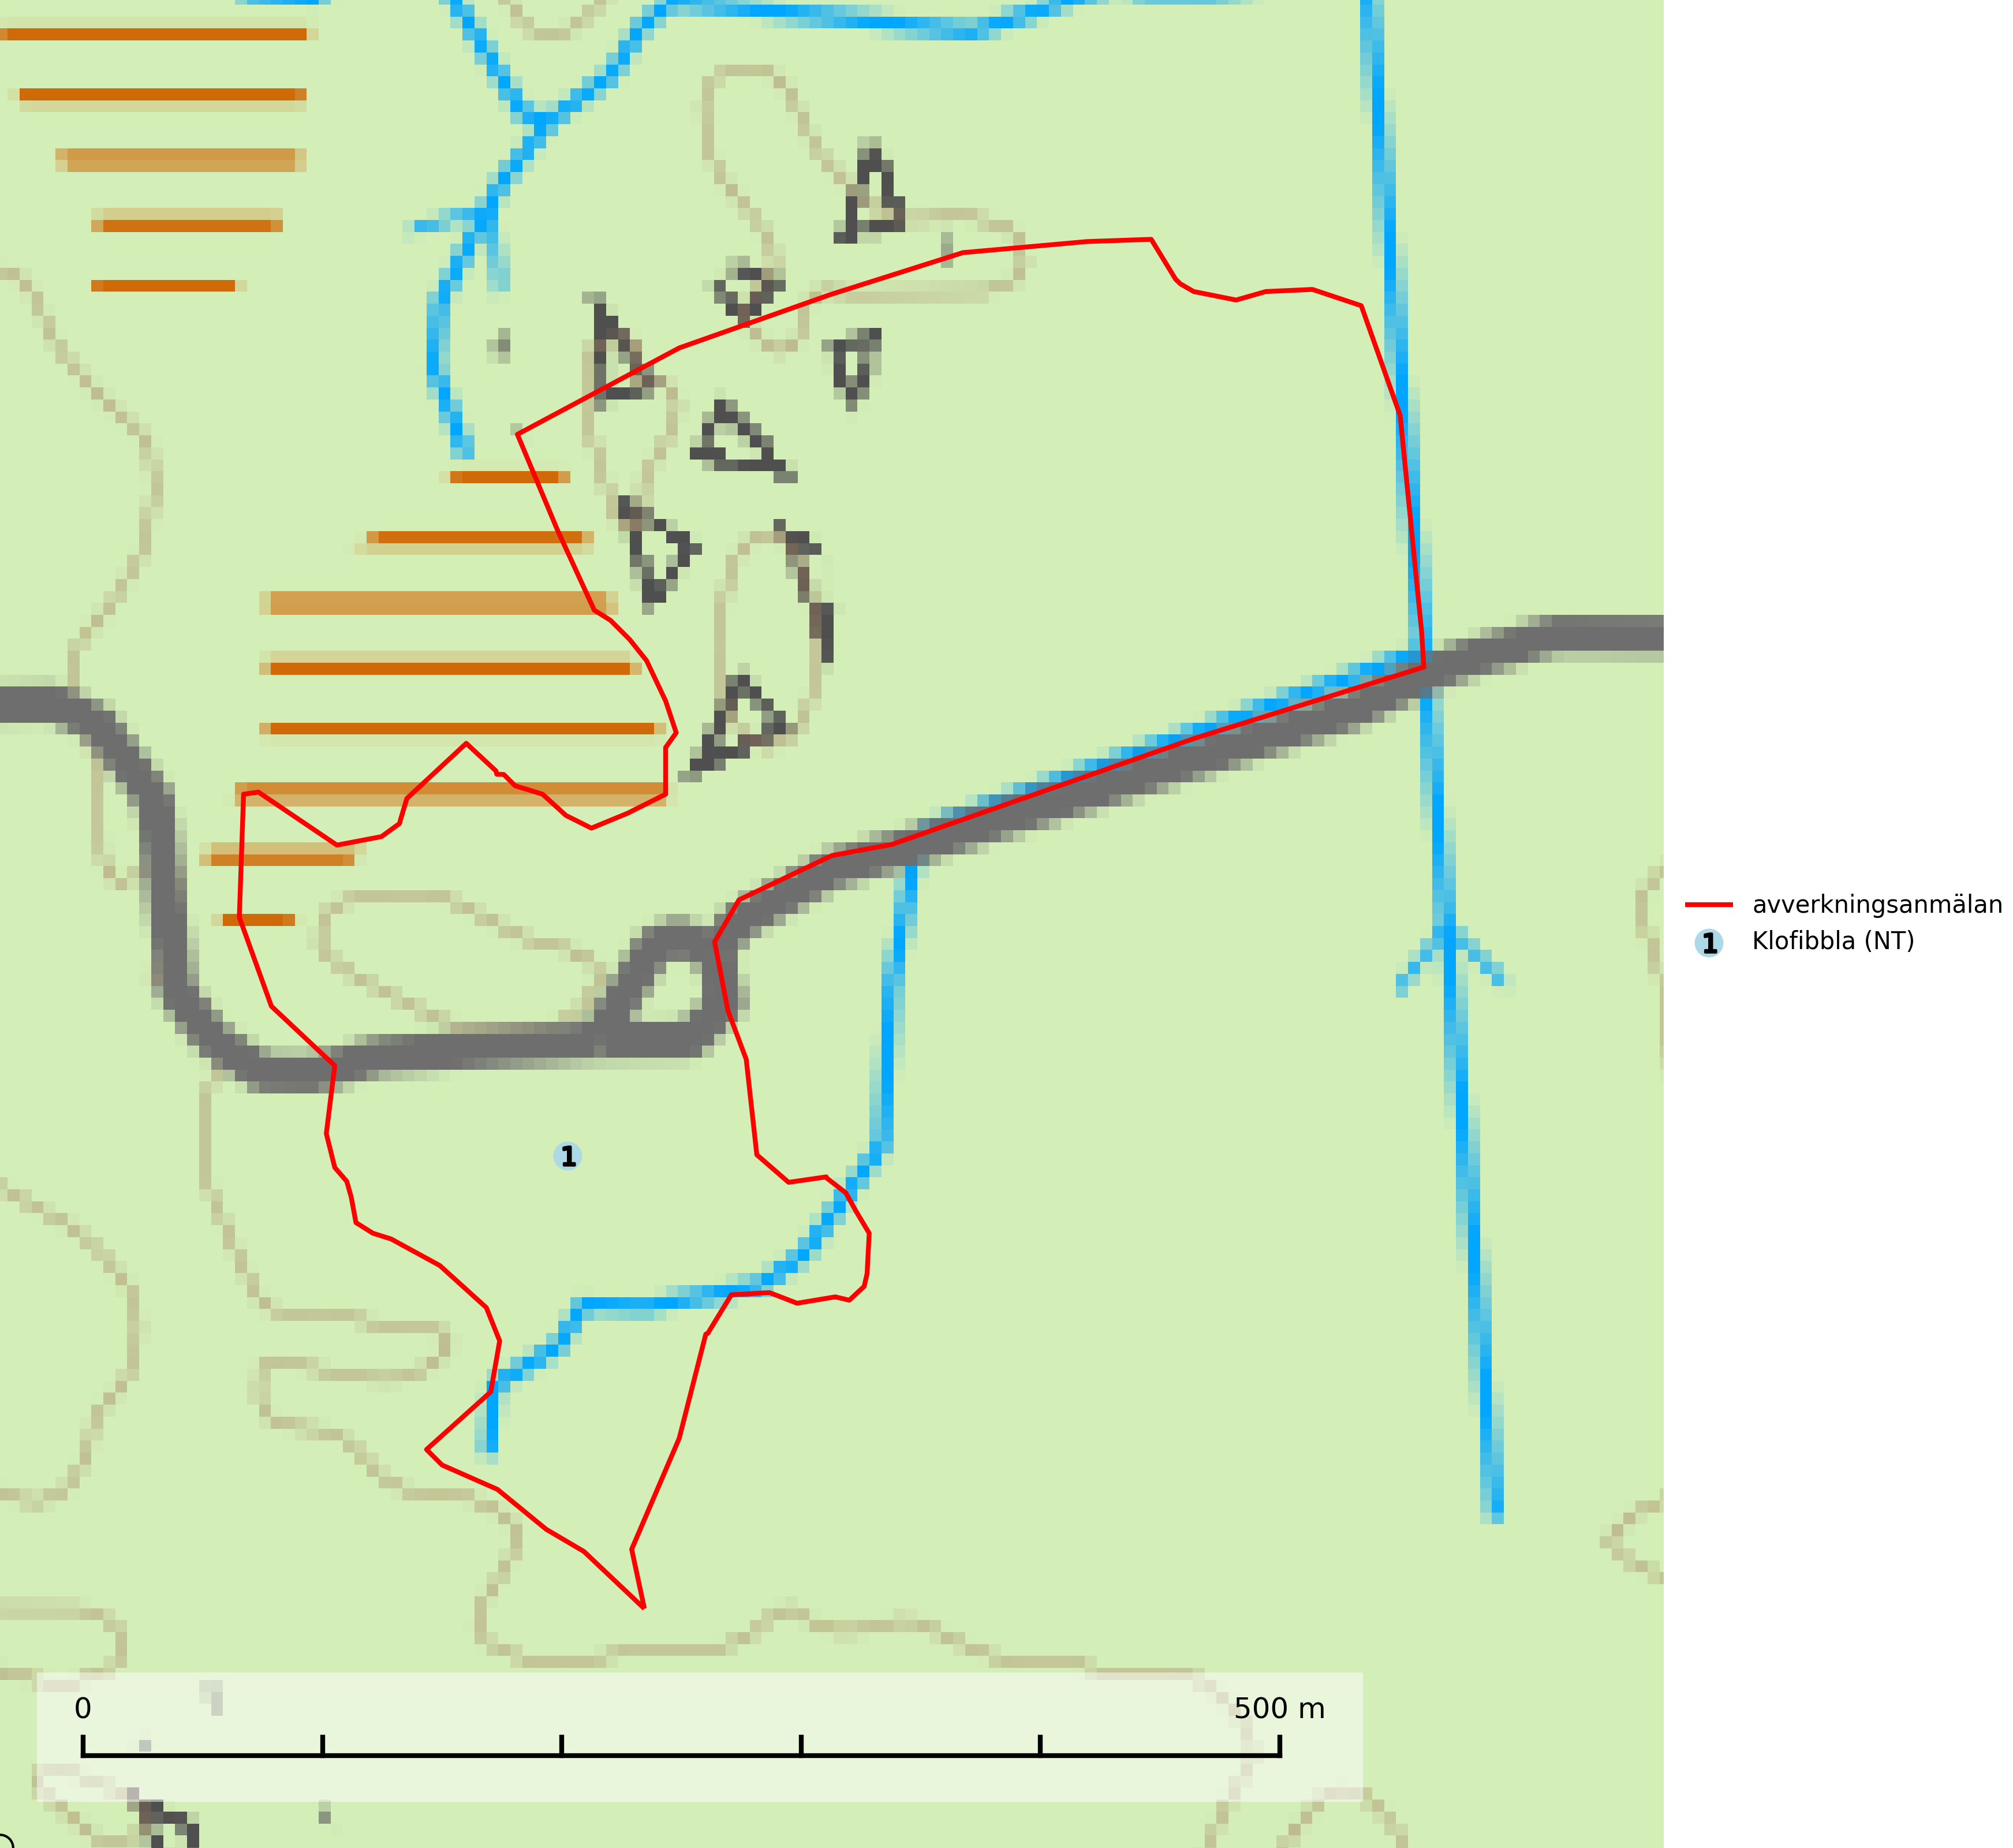 avverkningsanmälan
1 Klofibbla (NT)
1
0 500 m